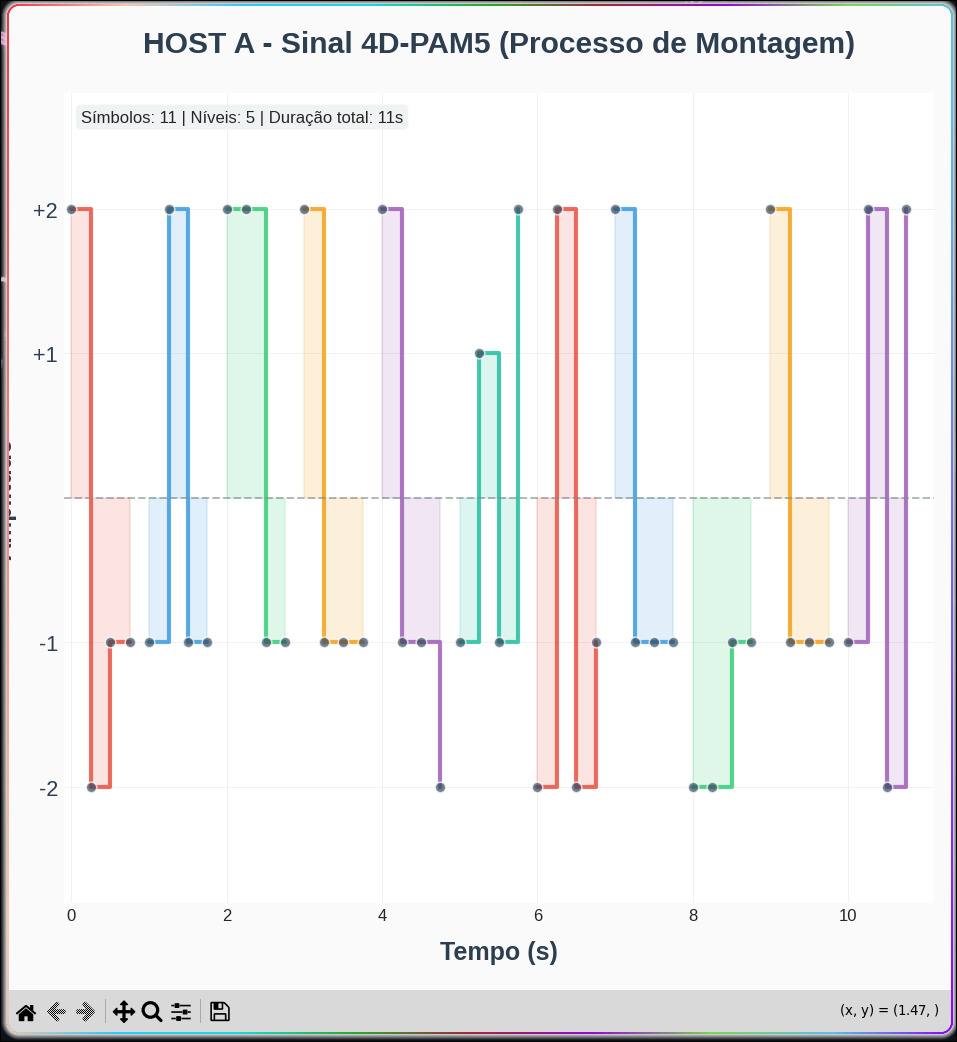 HOST A - Sinal 4D-PAM5 (Processo de Montagem)
Símbolos: 11 | Níveis: 5 | Duração total: 11s
+2
+1
-1
-2
0 2 4 6 8 10
Tempo (s)
(x, y) = (1.47, )